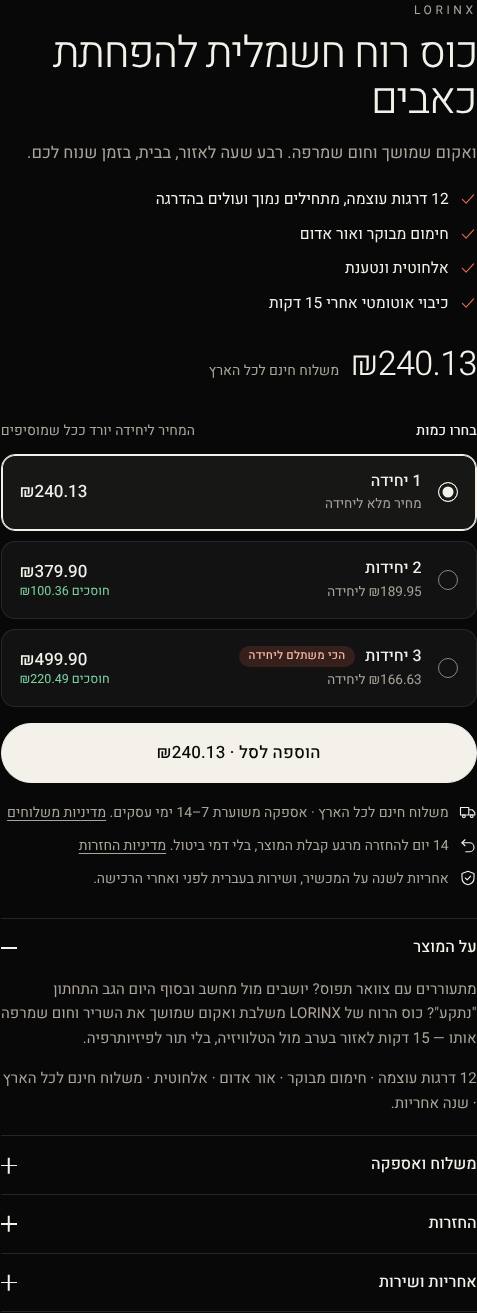 LORINX
כוס רוח חשמלית להפחתת
כאבים
ואקום שמושך וחום שמרפה. רבע שעה לאזור, בבית, בזמן שנוח לכם.
12 דרגות עוצמה, מתחילים נמוך ועולים בהדרגה
חימום מבוקר ואור אדום
אלחוטית ונטענת
כיבוי אוטומטי אחרי 15 דקות
₪240.13 משלוח חינם לכל הארץ
בחרו כמות המחיר ליחידה יורד ככל שמוסיפים
1 יחידה ₪240.13
מחיר מלא ליחידה
2 יחידות ₪379.90
₪189.95 ליחידה חוסכים ₪100.36
3 יחידות הכי משתלם ליחידה ₪499.90
₪166.63 ליחידה חוסכים ₪220.49
הוספה לסל · ₪240.13
משלוח חינם לכל הארץ · אספקה משוערת 7–14 ימי עסקים. מדיניות משלוחים
14 יום להחזרה מרגע קבלת המוצר, בלי דמי ביטול. מדיניות החזרות
אחריות לשנה על המכשיר, ושירות בעברית לפני ואחרי הרכישה.
על המוצר
מתעוררים עם צוואר תפוס? יושבים מול מחשב ובסוף היום הגב התחתון
"נתקע"? כוס הרוח של LORINX משלבת ואקום שמושך את השריר וחום שמרפה
אותו — 15 דקות לאזור בערב מול הטלוויזיה, בלי תור לפיזיותרפיה.
12 דרגות עוצמה · חימום מבוקר · אור אדום · אלחוטית · משלוח חינם לכל הארץ
· שנה אחריות.
משלוח ואספקה
החזרות
אחריות ושירות